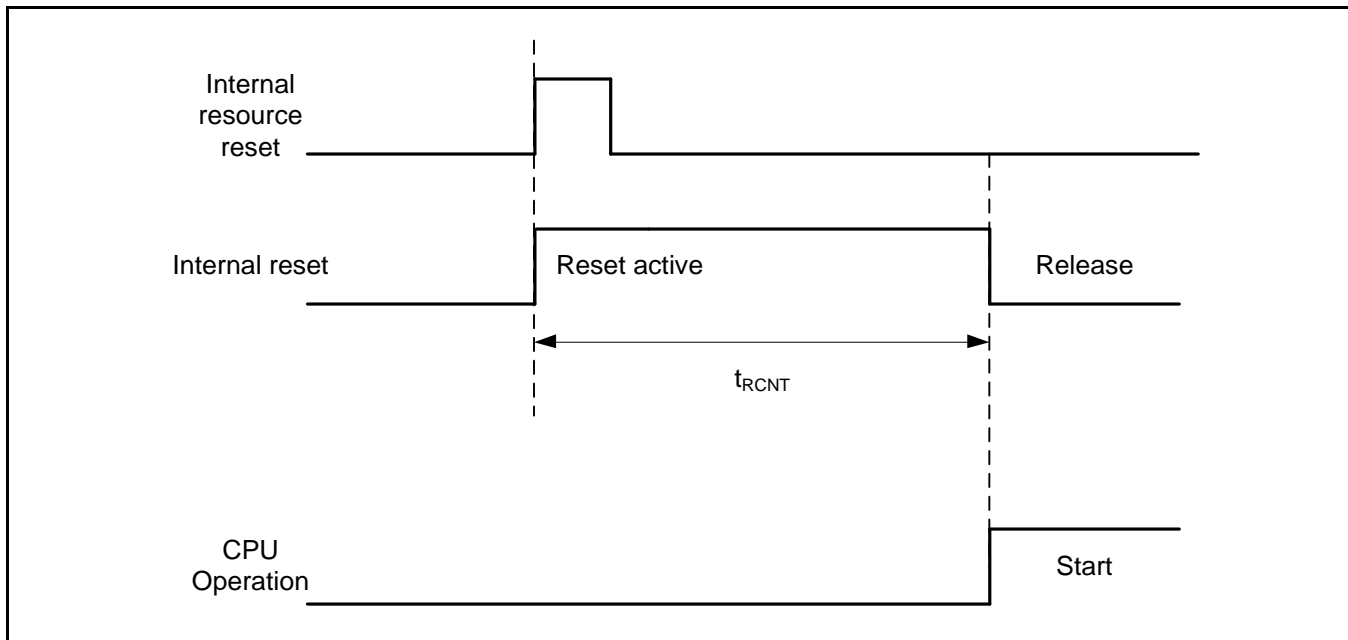 Internal
resource
reset
Internal reset
Reset active
Release
tRCNT
CPU
Operation
Start